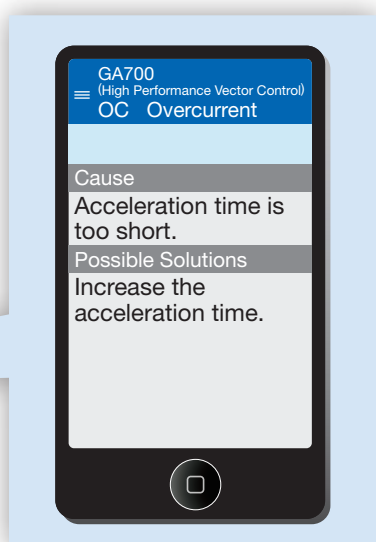 GA700
(High Performance Vector Control)
OC Overcurrent
Cause
Acceleration time is
too short.
Possible Solutions
Increase the
acceleration time.